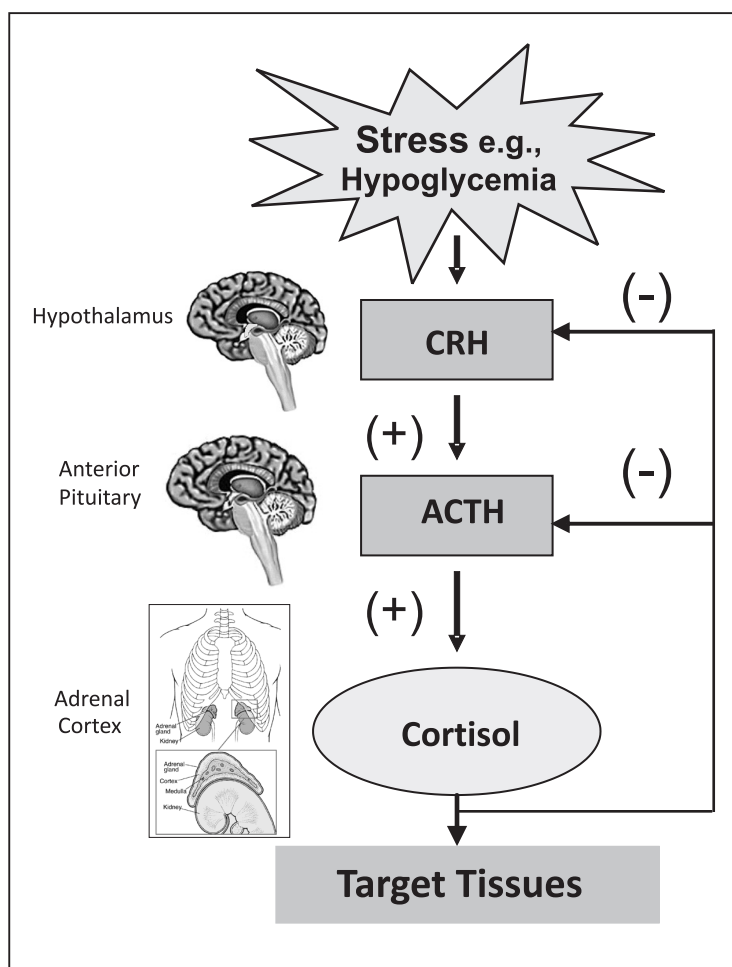 Stress e.g.,
Hypoglycemia
(-)
Hypothalamus
CRH
(+)
(-)
Anterior
Pituitary
ACTH
(+)
Adrenal
Cortex
Adrenal
gland
Kidney
Adrenal
gland
Cortex
Medulla
Kidney
Cortisol
Target Tissues